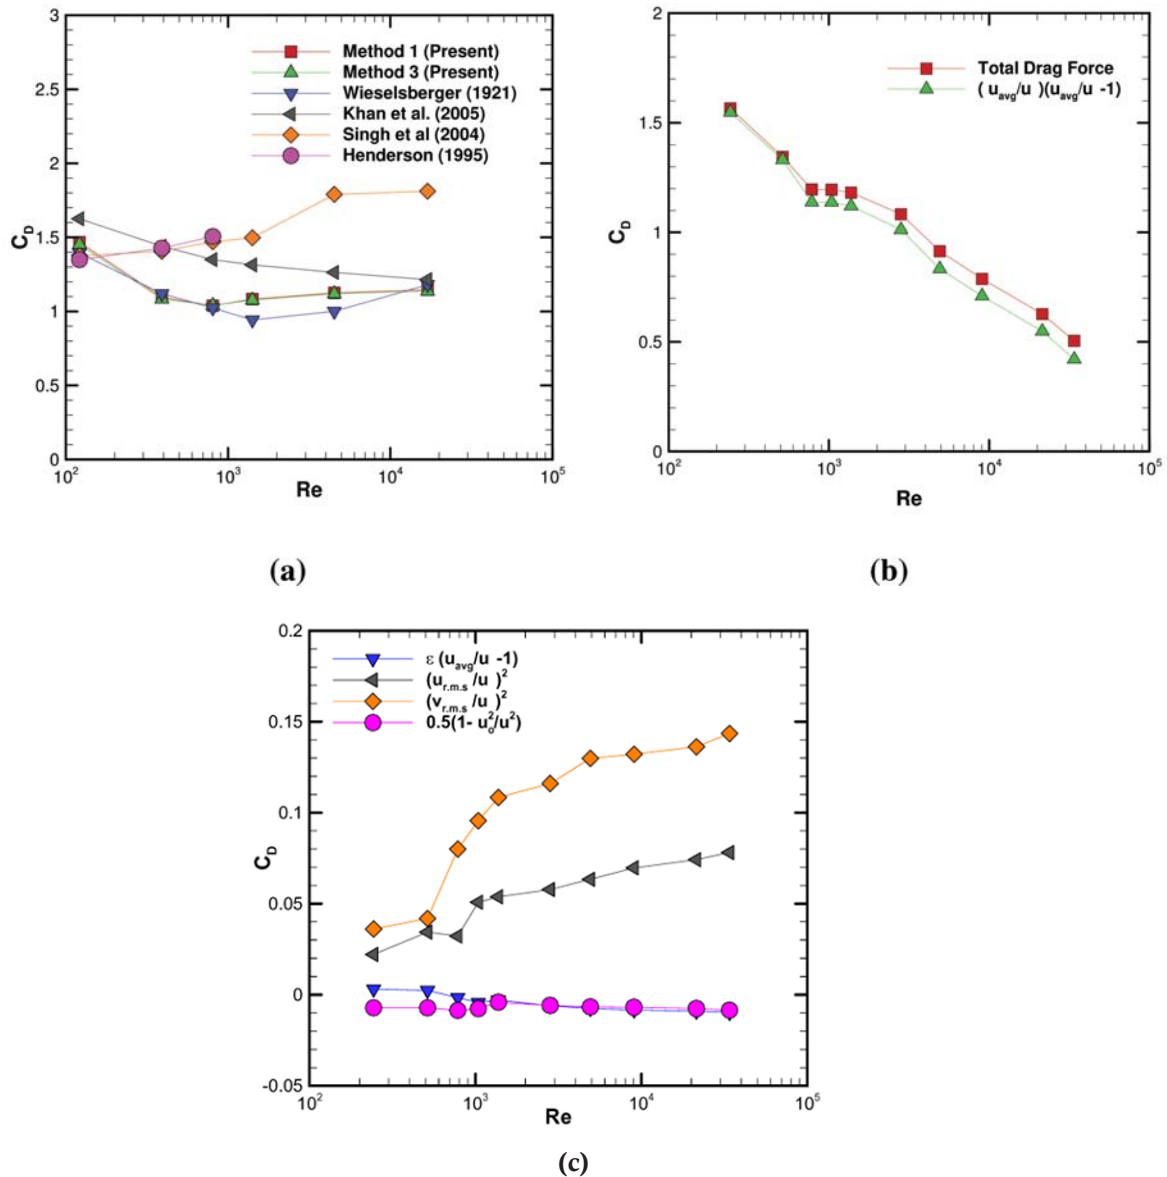 3
2.5
2
1.5
1
0.5
0
C_D
10^2
10^3
10^4
10^5
Re
Method 1 (Present)
Method 3 (Present)
Wieselsberger (1921)
Khan et al. (2005)
Singh et al (2004)
Henderson (1995)
(a)
2
1.5
1
0.5
0
C_D
10^2
10^3
10^4
10^5
Re
Total Drag Force
( u_avg/u )(u_avg/u -1)
(b)
0.2
0.15
0.1
0.05
0
-0.05
C_D
10^2
10^3
10^4
10^5
Re
ε (u_avg/u -1)
(u_r.m.s /u )^2
(v_r.m.s /u )^2
0.5(1- u_o^2/u^2)
(c)